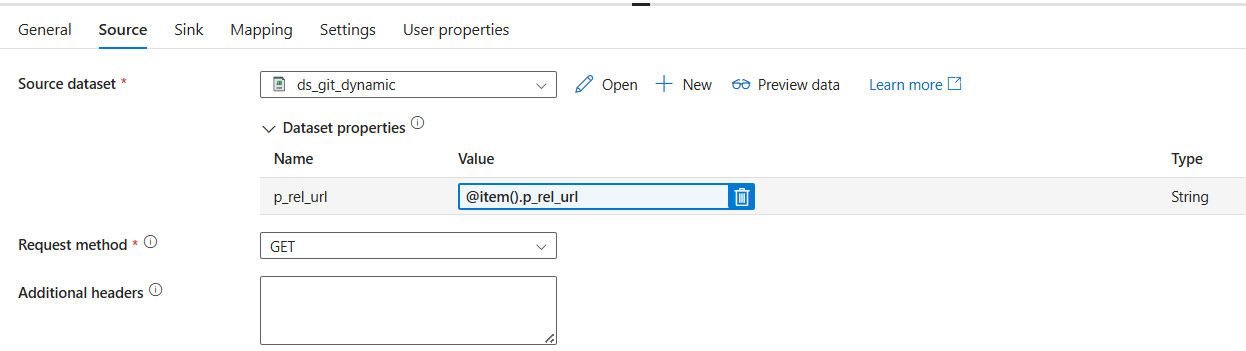 General Source Sink Mapping Settings User properties
Source dataset * ds_git_dynamic Open New Preview data Learn more
Dataset properties
Name Value Type
p_rel_url @item().p_rel_url String
Request method * GET
Additional headers